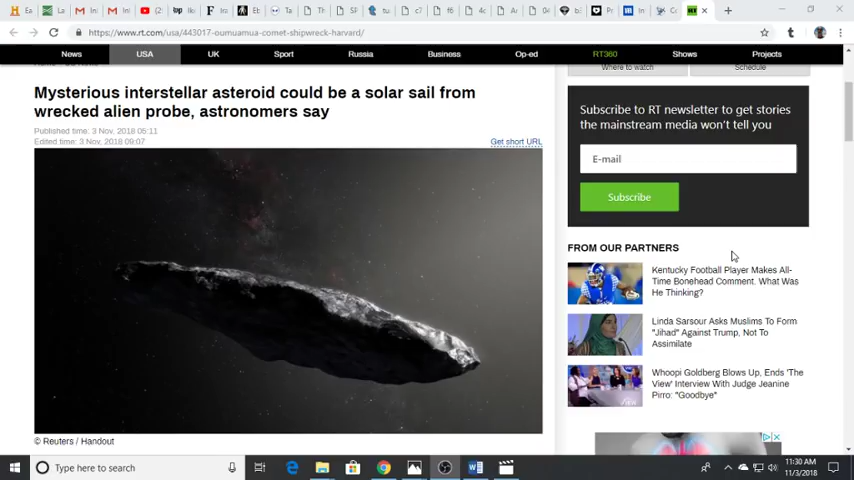 https://www.rt.com/usa/443017-oumuamua-comet-shipwreck-harvard/
News USA UK Sport Russia Business Op-ed RT360 Shows Projects
Where to watch Schedule
Mysterious interstellar asteroid could be a solar sail from
wrecked alien probe, astronomers say
Published time: 3 Nov, 2018 05:11
Edited time: 3 Nov, 2018 09:07
Get short URL
© Reuters / Handout
Subscribe to RT newsletter to get stories
the mainstream media won't tell you
E-mail
Subscribe
FROM OUR PARTNERS
Kentucky Football Player Makes All-
Time Bonehead Comment. What Was
He Thinking?
Linda Sarsour Asks Muslims To Form
"Jihad" Against Trump, Not To
Assimilate
Whoopi Goldberg Blows Up, Ends 'The
View' Interview With Judge Jeanine
Pirro: "Goodbye"
Type here to search
11:30 AM
11/3/2018